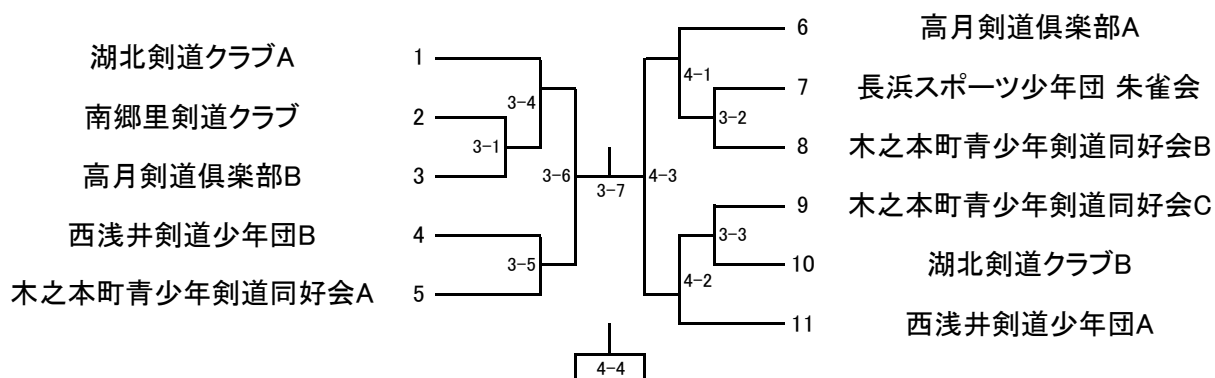 湖北剣道クラブA 1
南郷里剣道クラブ 2
高月剣道倶楽部B 3
西浅井剣道少年団B 4
木之本町青少年剣道同好会A 5
3-4
3-1
3-6
3-5
3-7
4-3
4-1
3-2
3-3
4-2
4-4
6 高月剣道倶楽部A
7 長浜スポーツ少年団 朱雀会
8 木之本町青少年剣道同好会B
9 木之本町青少年剣道同好会C
10 湖北剣道クラブB
11 西浅井剣道少年団A